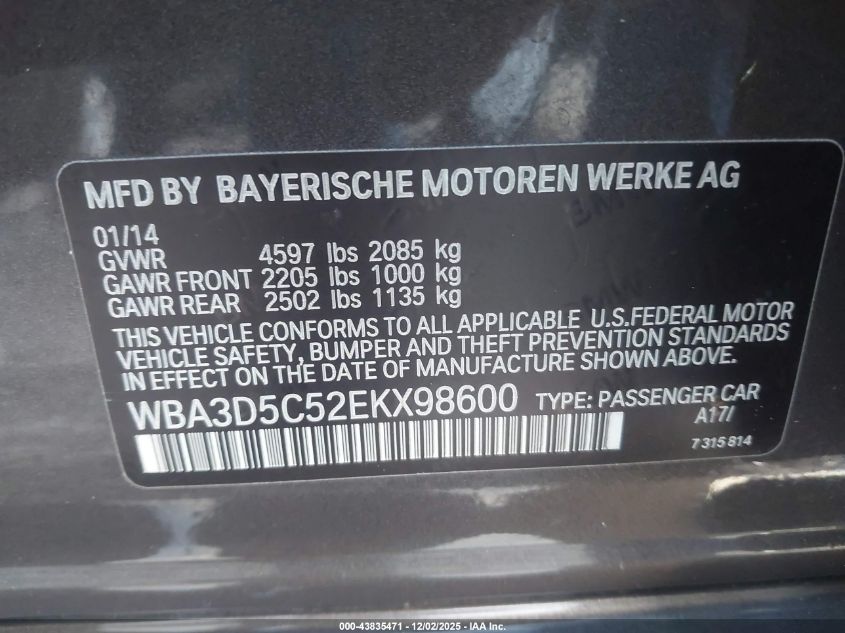 MFD BY BAYERISCHE MOTOREN WERKE AG
01/14
GVWR 4597 lbs 2085 kg
GAWR FRONT 2205 lbs 1000 kg
GAWR REAR 2502 lbs 1135 kg
THIS VEHICLE CONFORMS TO ALL APPLICABLE U.S.FEDERAL MOTOR
VEHICLE SAFETY, BUMPER AND THEFT PREVENTION STANDARDS
IN EFFECT ON THE DATE OF MANUFACTURE SHOWN ABOVE.
WBA3D5C52EKX98600 TYPE: PASSENGER CAR
A17/
7315814
000-43835471 - 12/02/2025 - IAA Inc.